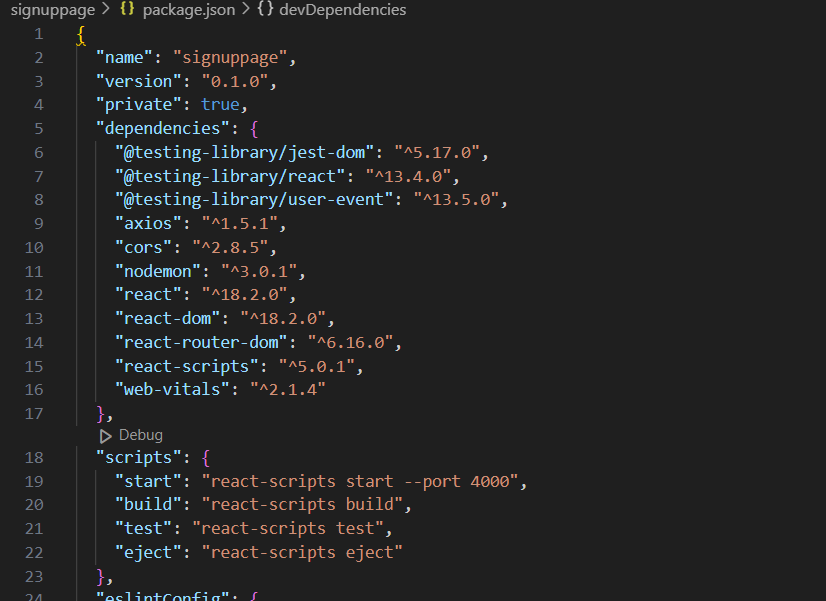 signuppage > {} package.json > {} devDependencies
1 {
2 "name": "signuppage",
3 "version": "0.1.0",
4 "private": true,
5 "dependencies": {
6 "@testing-library/jest-dom": "^5.17.0",
7 "@testing-library/react": "^13.4.0",
8 "@testing-library/user-event": "^13.5.0",
9 "axios": "^1.5.1",
10 "cors": "^2.8.5",
11 "nodemon": "^3.0.1",
12 "react": "^18.2.0",
13 "react-dom": "^18.2.0",
14 "react-router-dom": "^6.16.0",
15 "react-scripts": "^5.0.1",
16 "web-vitals": "^2.1.4"
17 },
Debug
18 "scripts": {
19 "start": "react-scripts start --port 4000",
20 "build": "react-scripts build",
21 "test": "react-scripts test",
22 "eject": "react-scripts eject"
23 },
24 "eslintConfig": {